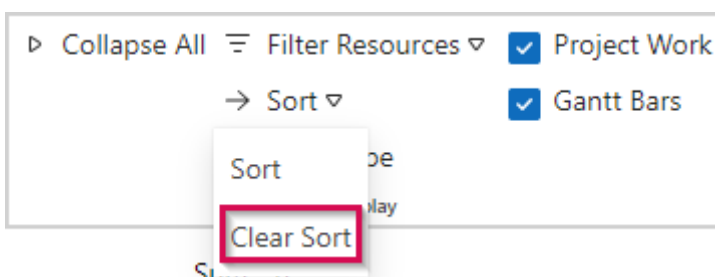 Collapse All Filter Resources Project Work
Sort Gantt Bars
Sort
Clear Sort